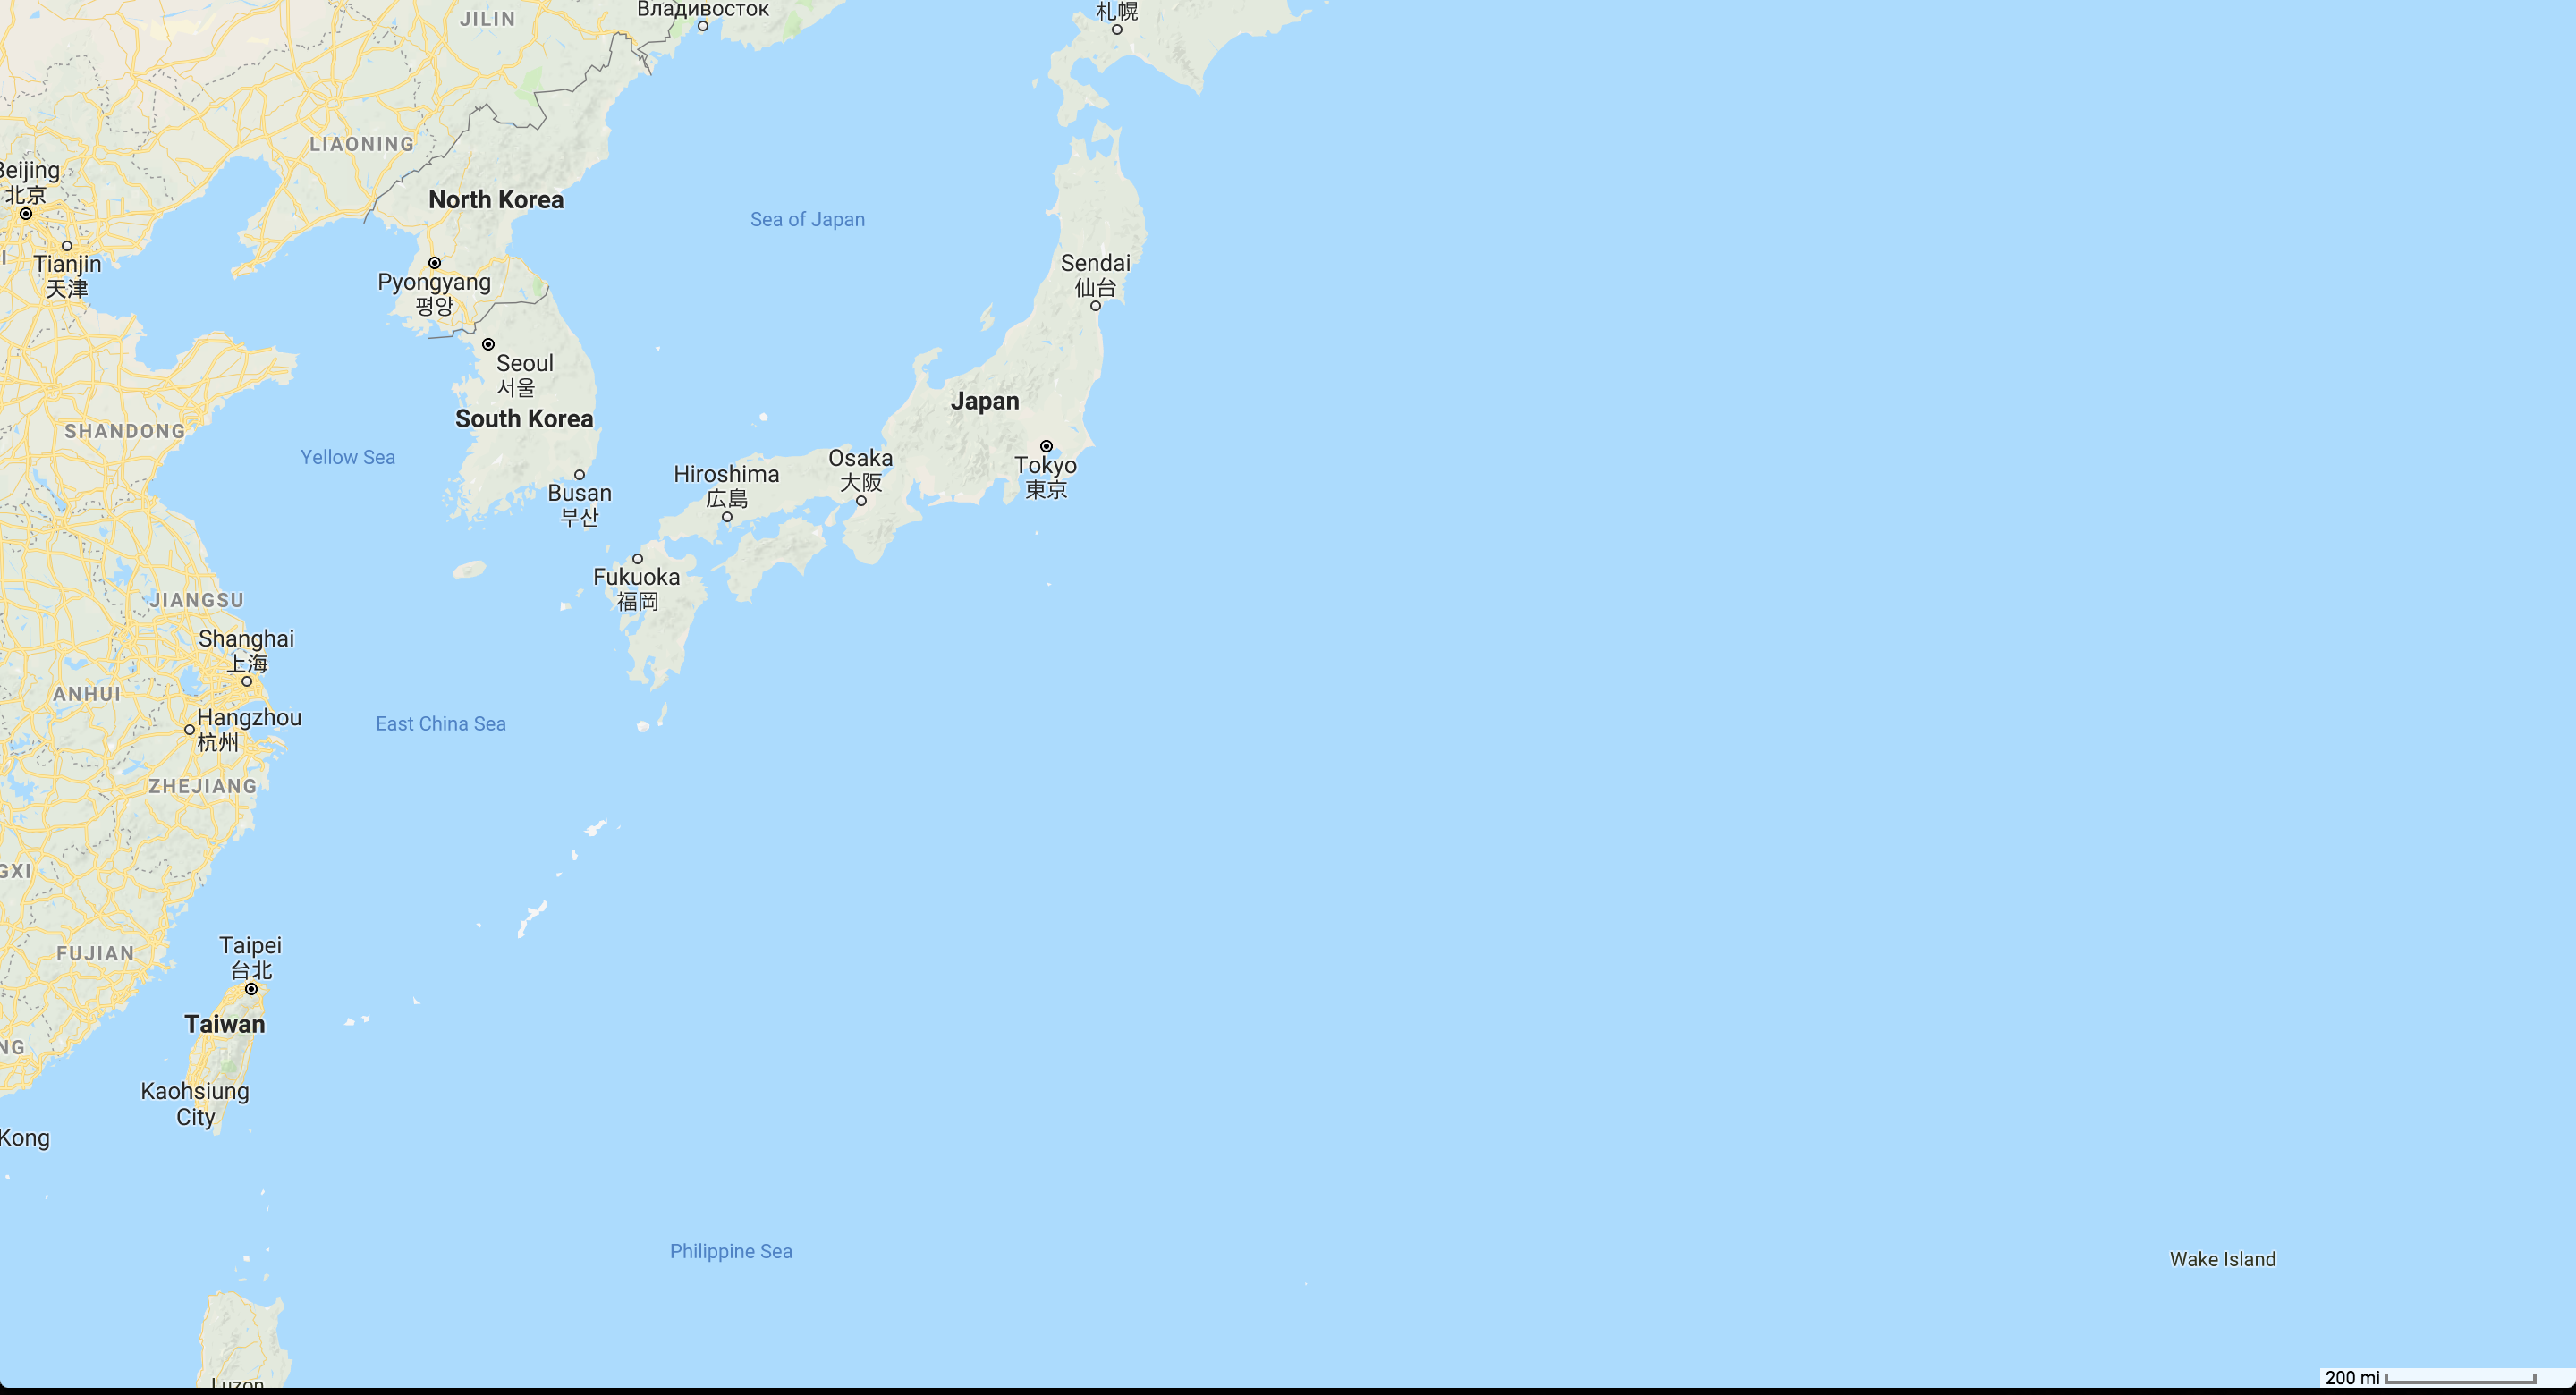 JILIN
Владивосток
札幌
LIAONING
Beijing
北京
North Korea
Sea of Japan
Tianjin
天津
Pyongyang
평양
Sendai
仙台
Seoul
서울
South Korea
Japan
SHANDONG
Yellow Sea
Hiroshima
広島
Osaka
大阪
Tokyo
東京
Busan
부산
Fukuoka
福岡
JIANGSU
Shanghai
上海
ANHUI
Hangzhou
杭州
East China Sea
ZHEJIANG
GXI
FUJIAN
Taipei
台北
Taiwan
NG
Kaohsiung
City
Kong
Philippine Sea
Wake Island
Luzon
200 mi